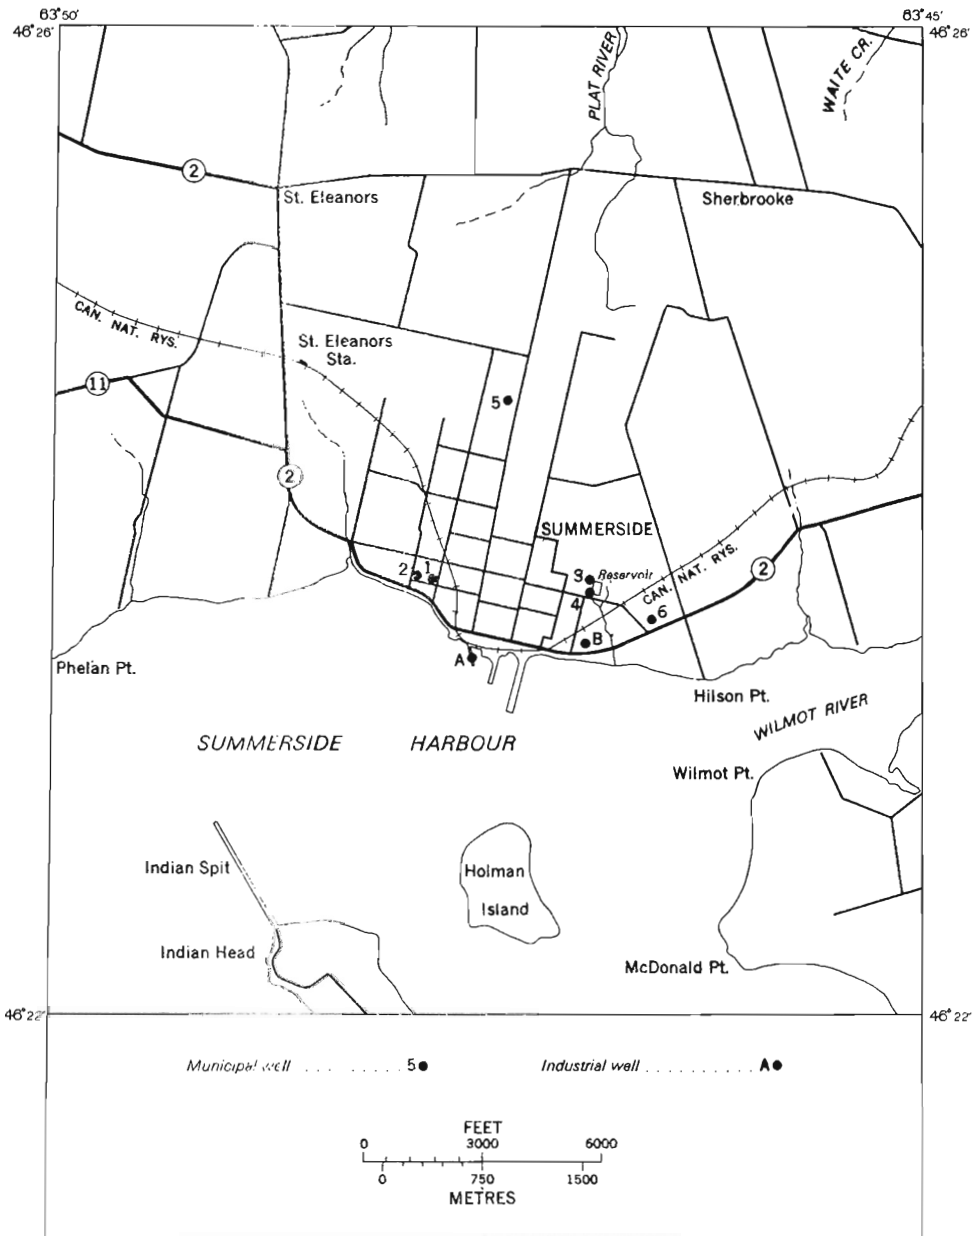 63°50′
63°45′
46°26′
46°26′
PLAT RIVER
WAITE CR.
2
St. Eleanors
Sherbrooke
CAN. NAT. RYS.
St. Eleanors
Sta.
11
5
2
SUMMERSIDE
2
1
3
Reservoir
4
CAN. NAT. RYS.
2
6
B
A
Phelan Pt.
Hilson Pt.
WILMOT RIVER
SUMMERSIDE HARBOUR
Wilmot Pt.
Indian Spit
Holman
Island
Indian Head
McDonald Pt.
46°22′
46°22′
Municipal well . . . . . . . . . . 5
Industrial well . . . . . . . . . . . A
FEET
0 3000 6000
0 750 1500
METRES